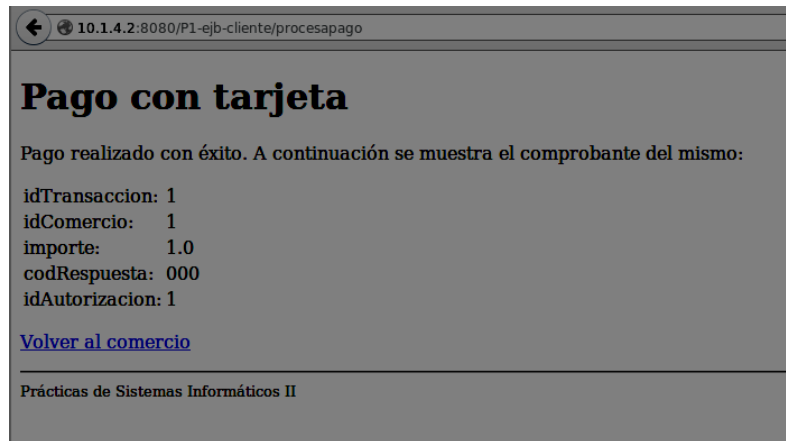 10.1.4.2:8080/P1-ejb-cliente/procesapago
Pago con tarjeta
Pago realizado con éxito. A continuación se muestra el comprobante del mismo:
idTransaccion: 1
idComercio: 1
importe: 1.0
codRespuesta: 000
idAutorizacion: 1
Volver al comercio
Prácticas de Sistemas Informáticos II